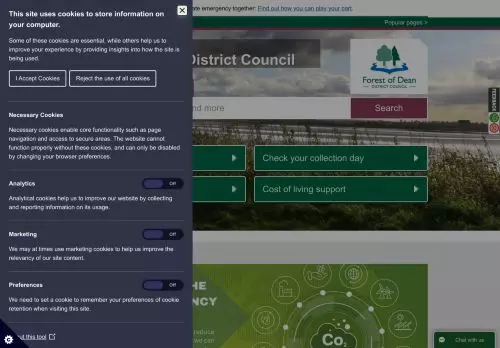 This site uses cookies to store information on
your computer.
Some of these cookies are essential, while others help us to
improve your experience by providing insights into how the site is
being used.
I Accept Cookies
Reject the use of all cookies
Necessary Cookies
Necessary cookies enable core functionality such as page
navigation and access to secure areas. The website cannot
function properly without these cookies, and can only be disabled
by changing your browser preferences.
Analytics
Off
Analytical cookies help us to improve our website by collecting
and reporting information on its usage.
Marketing
Off
We may at times use marketing cookies to help us improve the
relevancy of our site content.
Preferences
Off
We need to set a cookie to remember your preferences of cookie
retention when visiting this site.
this tool
emergency together: Find out how you can play your part.
Popular pages >
District Council
Forest of Dean
DISTRICT COUNCIL
nd more
Search
FEEDBACK
Check your collection day
Cost of living support
HE
NCY
reduce
we can
Co2
Chat with us